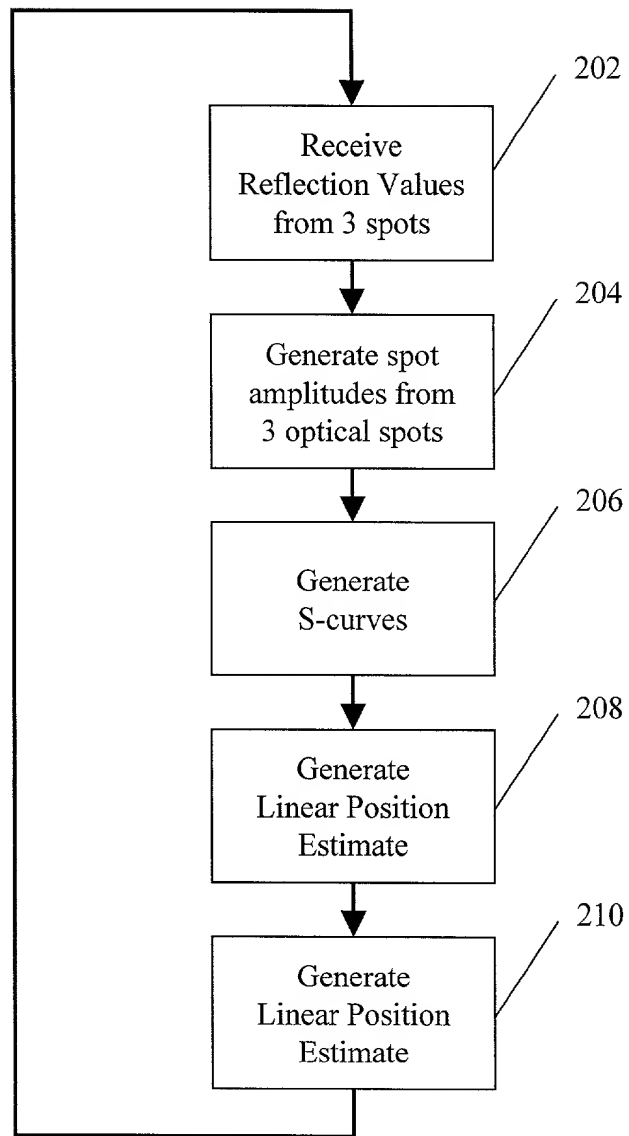 202
Receive
Reflection Values
from 3 spots
204
Generate spot
amplitudes from
3 optical spots
206
Generate
S-curves
208
Generate
Linear Position
Estimate
210
Generate
Linear Position
Estimate